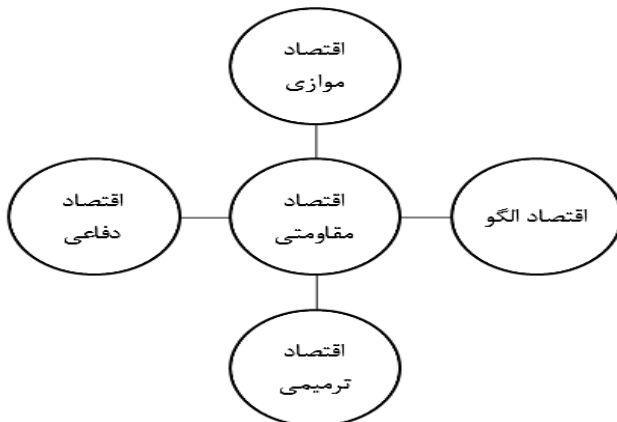 اقتصاد
موازی
اقتصاد الگو
اقتصاد
مقاومتی
اقتصاد
دفاعی
اقتصاد
ترمیمی